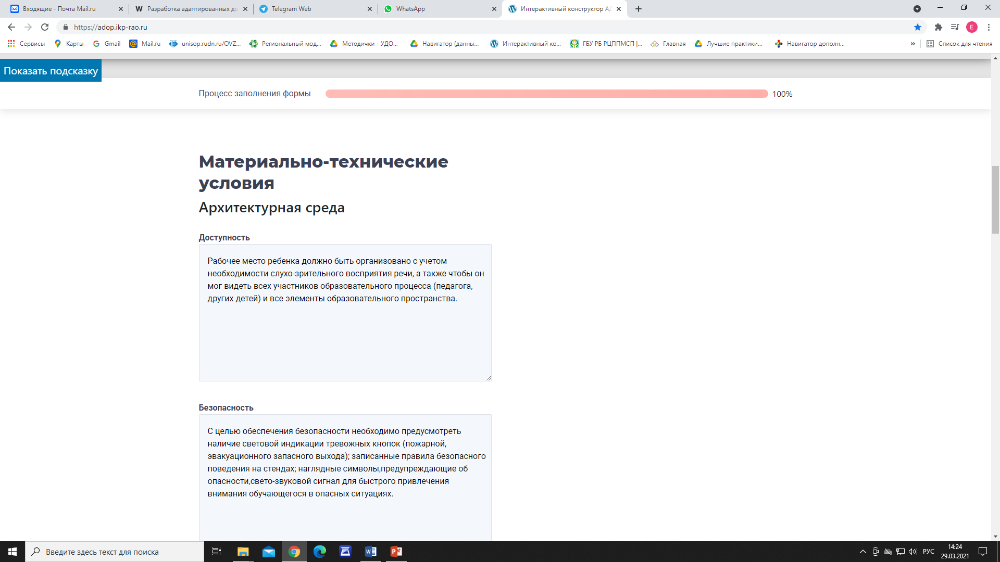 Входящие - Почта Mail.ru
Разработка адаптированных до
Telegram Web
WhatsApp
Интерактивный конструктор АД
https://adop.ikp-rao.ru
E
Сервисы
Карты
Gmail
Mail.ru
unisop.rudn.ru/OVZ...
Региональный мод...
Методички - УДО...
Навигатор (данны...
Интерактивный ко...
ГБУ РБ РЦППМСП |...
Главная
Лучшие практики...
Навигатор дополн...
»
Список для чтения
Показать подсказку
Процесс заполнения формы
100%
Материально-технические
условия
Архитектурная среда
Доступность
Рабочее место ребенка должно быть организовано с учетом
необходимости слухо-зрительного восприятия речи, а также чтобы он
мог видеть всех участников образовательного процесса (педагога,
других детей) и все элементы образовательного пространства.
Безопасность
С целью обеспечения безопасности необходимо предусмотреть
наличие световой индикации тревожных кнопок (пожарной,
эвакуационного запасного выхода); записанные правила безопасного
поведения на стендах; наглядные символы,предупреждающие об
опасности,свето-звуковой сигнал для быстрого привлечения
внимания обучающегося в опасных ситуациях.
Введите здесь текст для поиска
РУС
14:24
29.03.2021